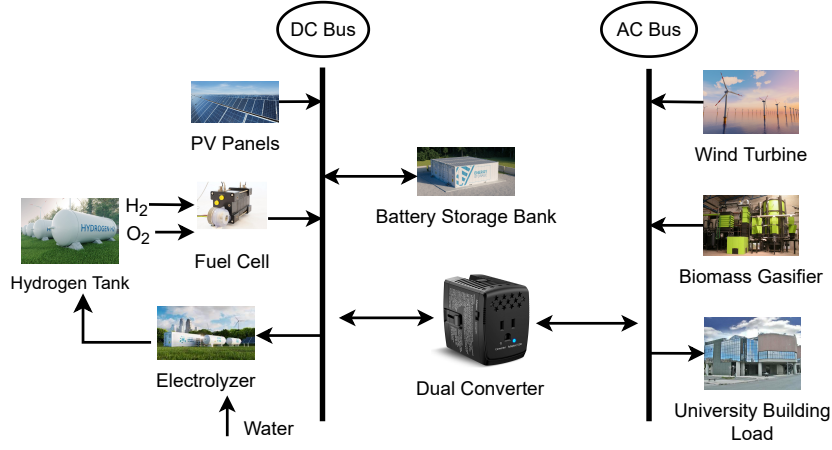 DC Bus
AC Bus
PV Panels
Wind Turbine
Battery Storage Bank
H2
O2
HYDROGEN
Fuel Cell
Hydrogen Tank
Biomass Gasifier
Electrolyzer
Dual Converter
University Building
Load
Water